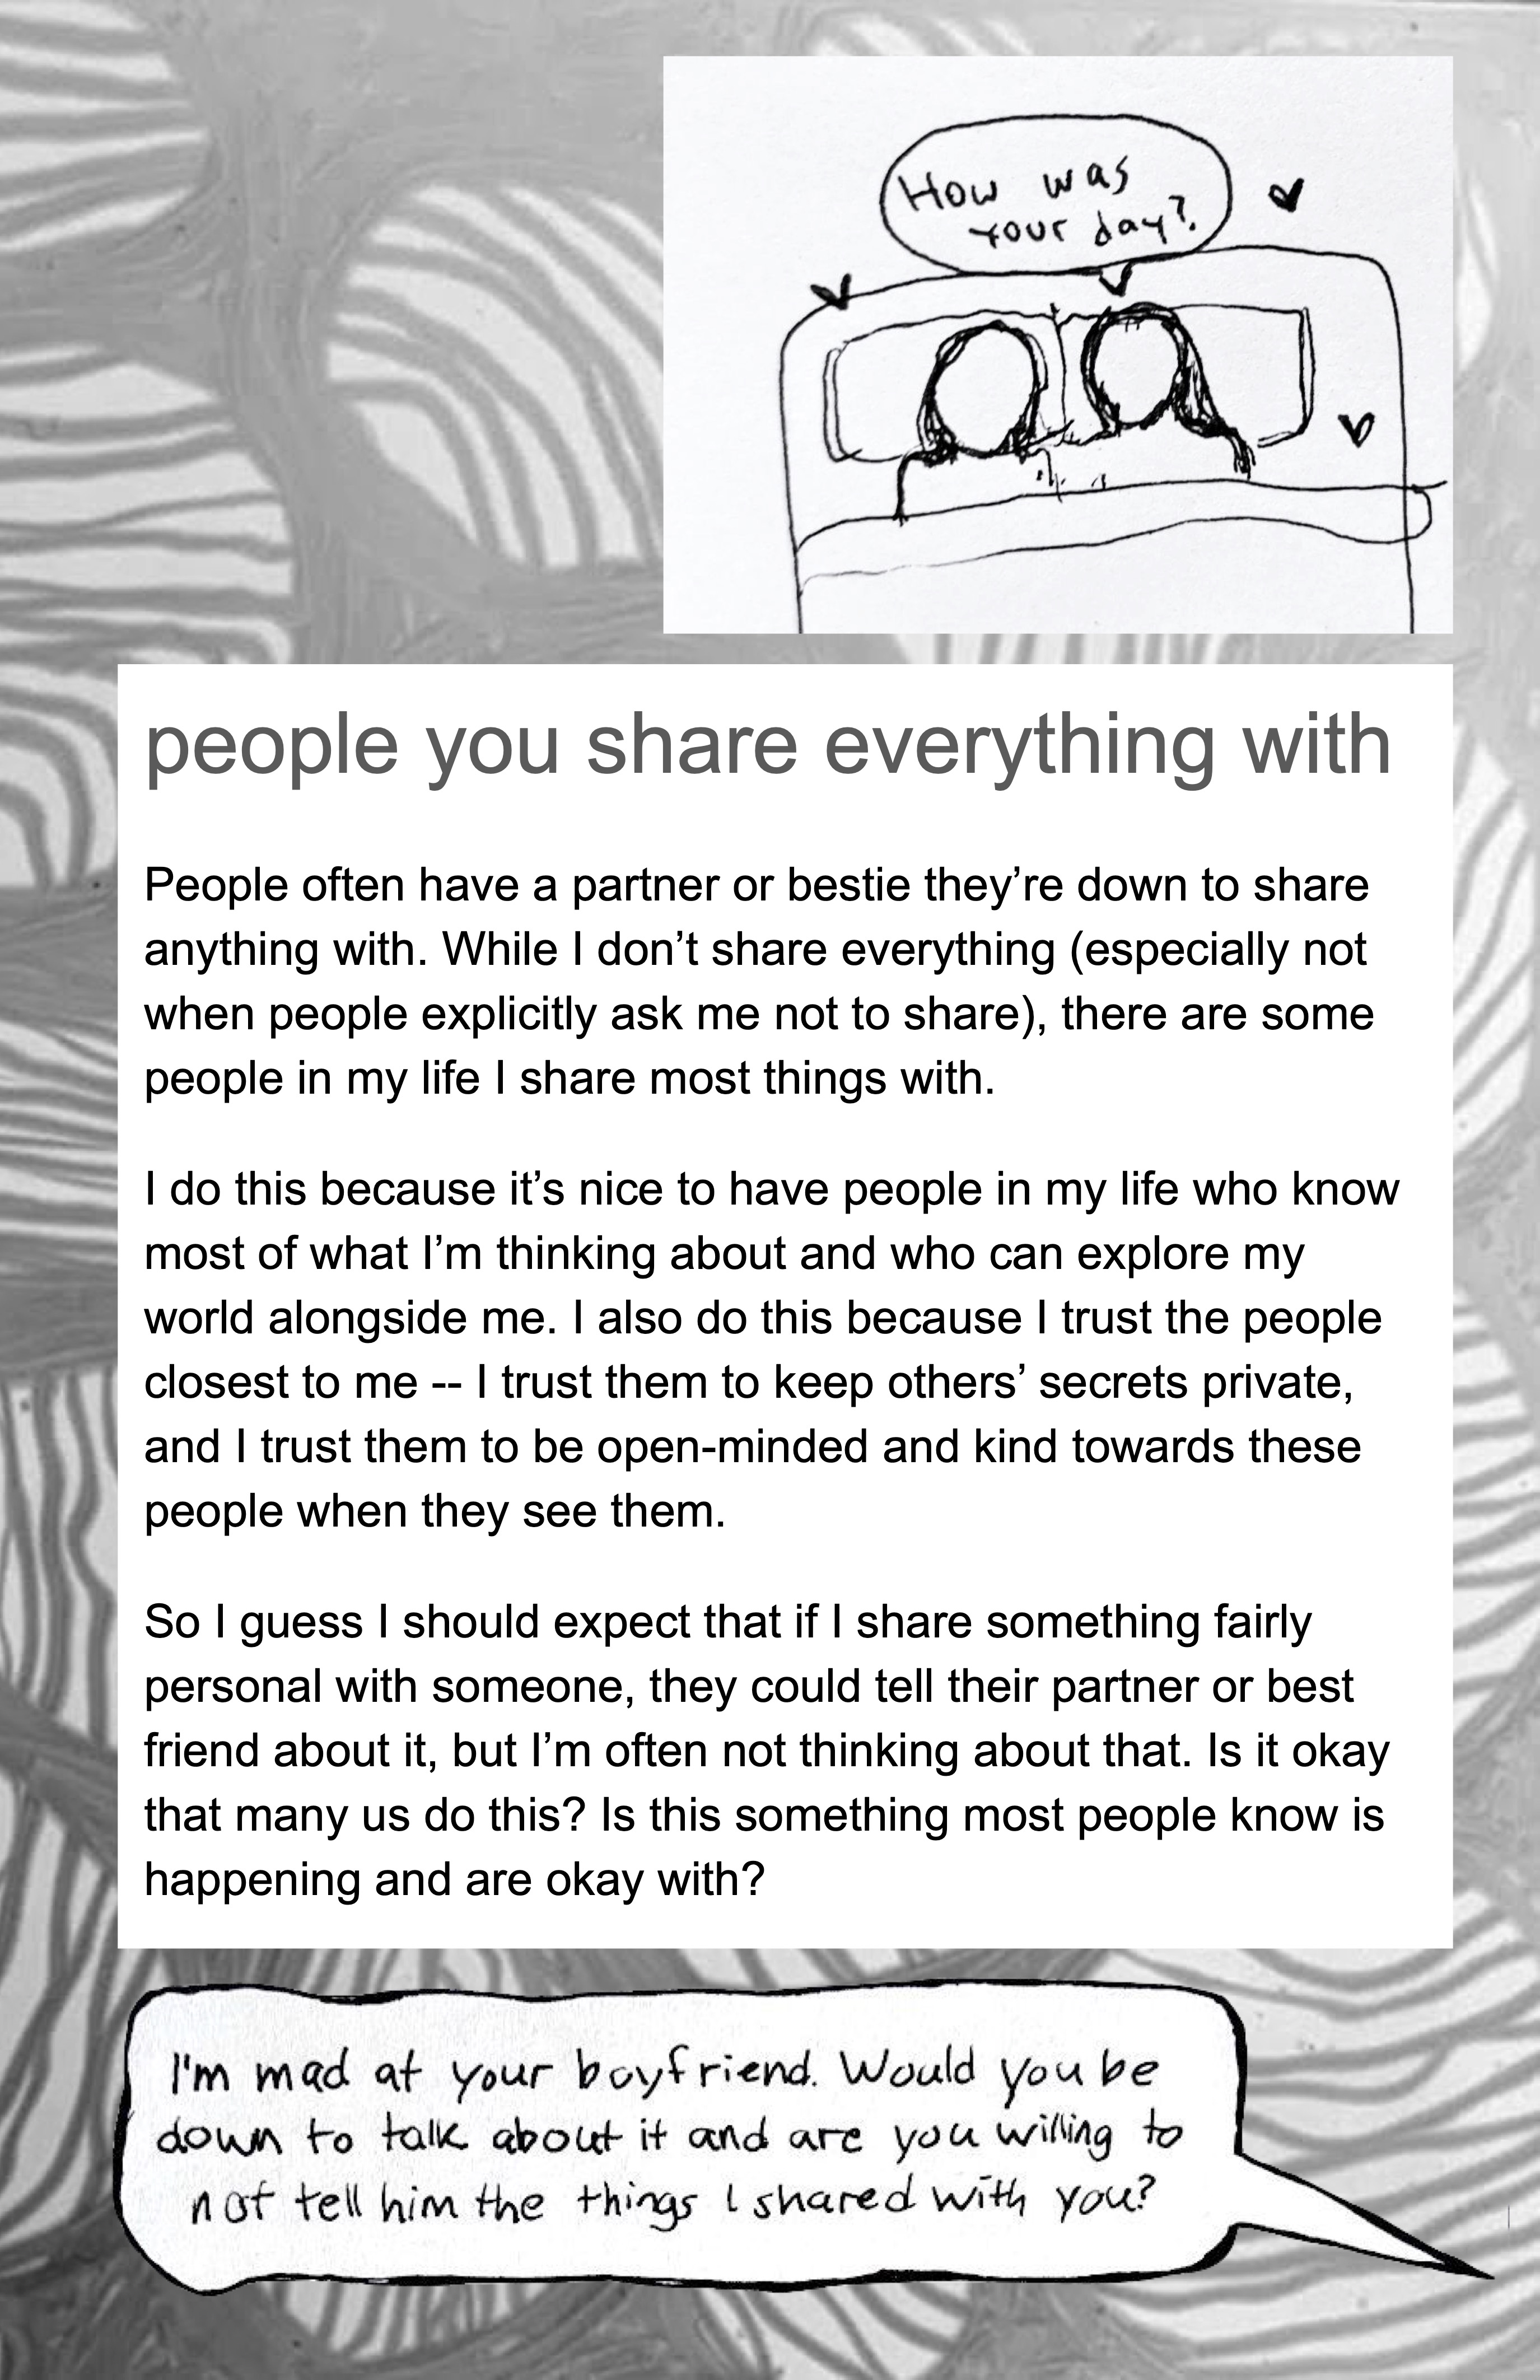 How was
your day?
people you share everything with
People often have a partner or bestie they’re down to share
anything with. While I don’t share everything (especially not
when people explicitly ask me not to share), there are some
people in my life I share most things with.
I do this because it’s nice to have people in my life who know
most of what I’m thinking about and who can explore my
world alongside me. I also do this because I trust the people
closest to me -- I trust them to keep others’ secrets private,
and I trust them to be open-minded and kind towards these
people when they see them.
So I guess I should expect that if I share something fairly
personal with someone, they could tell their partner or best
friend about it, but I’m often not thinking about that. Is it okay
that many us do this? Is this something most people know is
happening and are okay with?
I'm mad at your boyfriend. Would you be
down to talk about it and are you willing to
not tell him the things I shared with you?